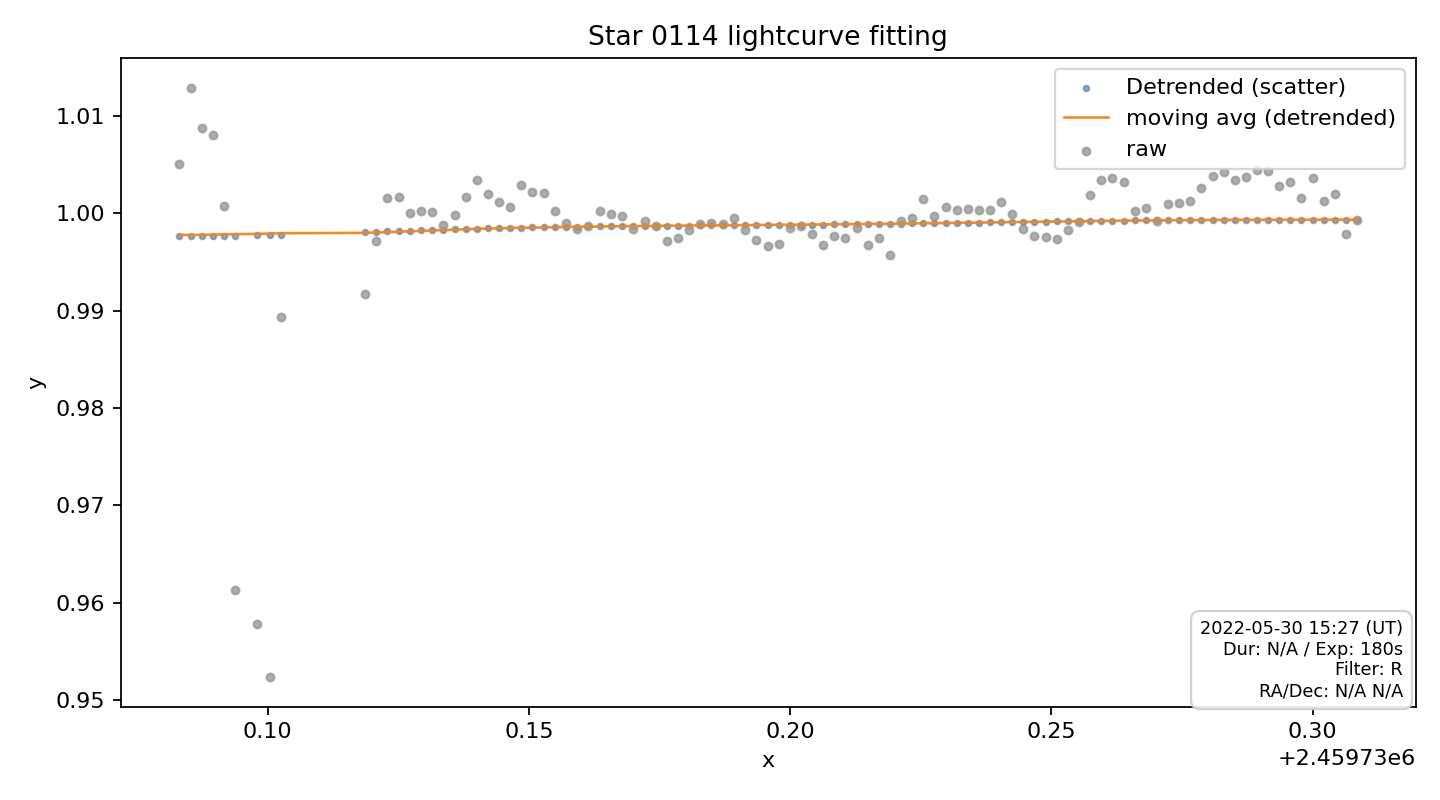 Star 0114 lightcurve fitting
Detrended (scatter)
moving avg (detrended)
raw
y
1.01
1.00
0.99
0.98
0.97
0.96
0.95
2022-05-30 15:27 (UT)
Dur: N/A / Exp: 180s
Filter: R
RA/Dec: N/A N/A
0.10 0.15 0.20 0.25 0.30
x
+2.45973e6